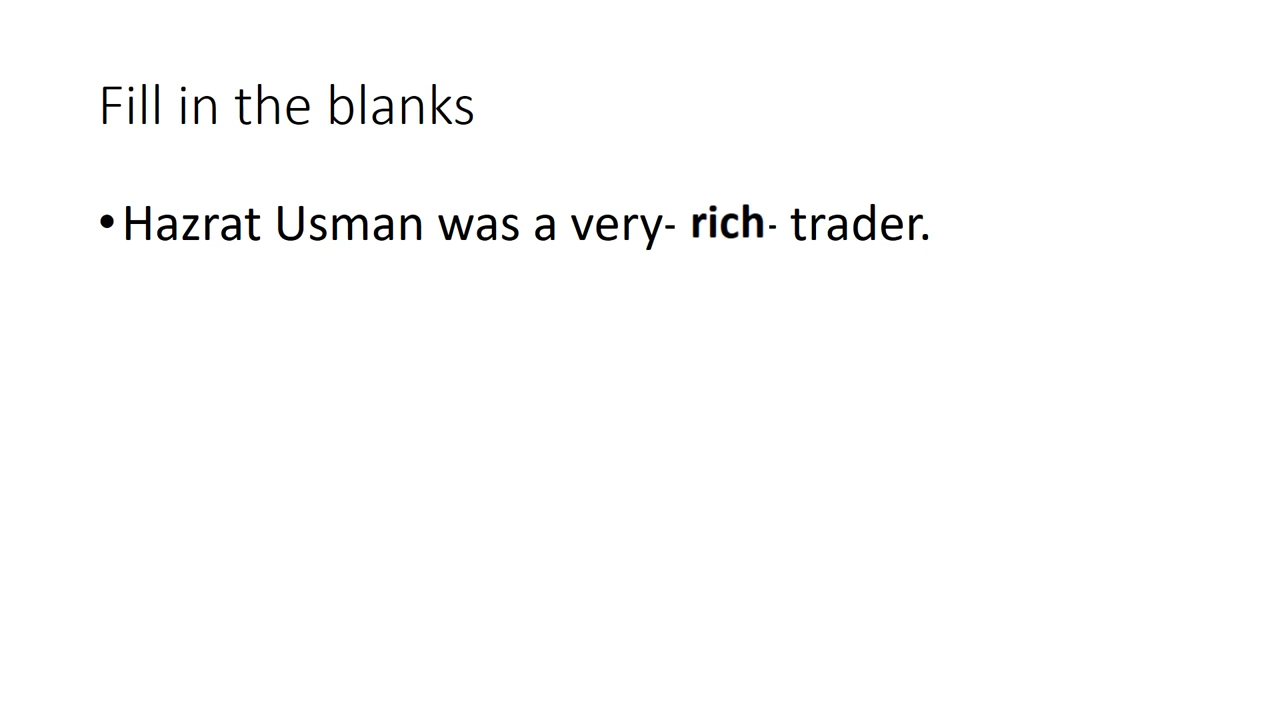 Fill in the blanks
•Hazrat Usman was a very- rich- trader.